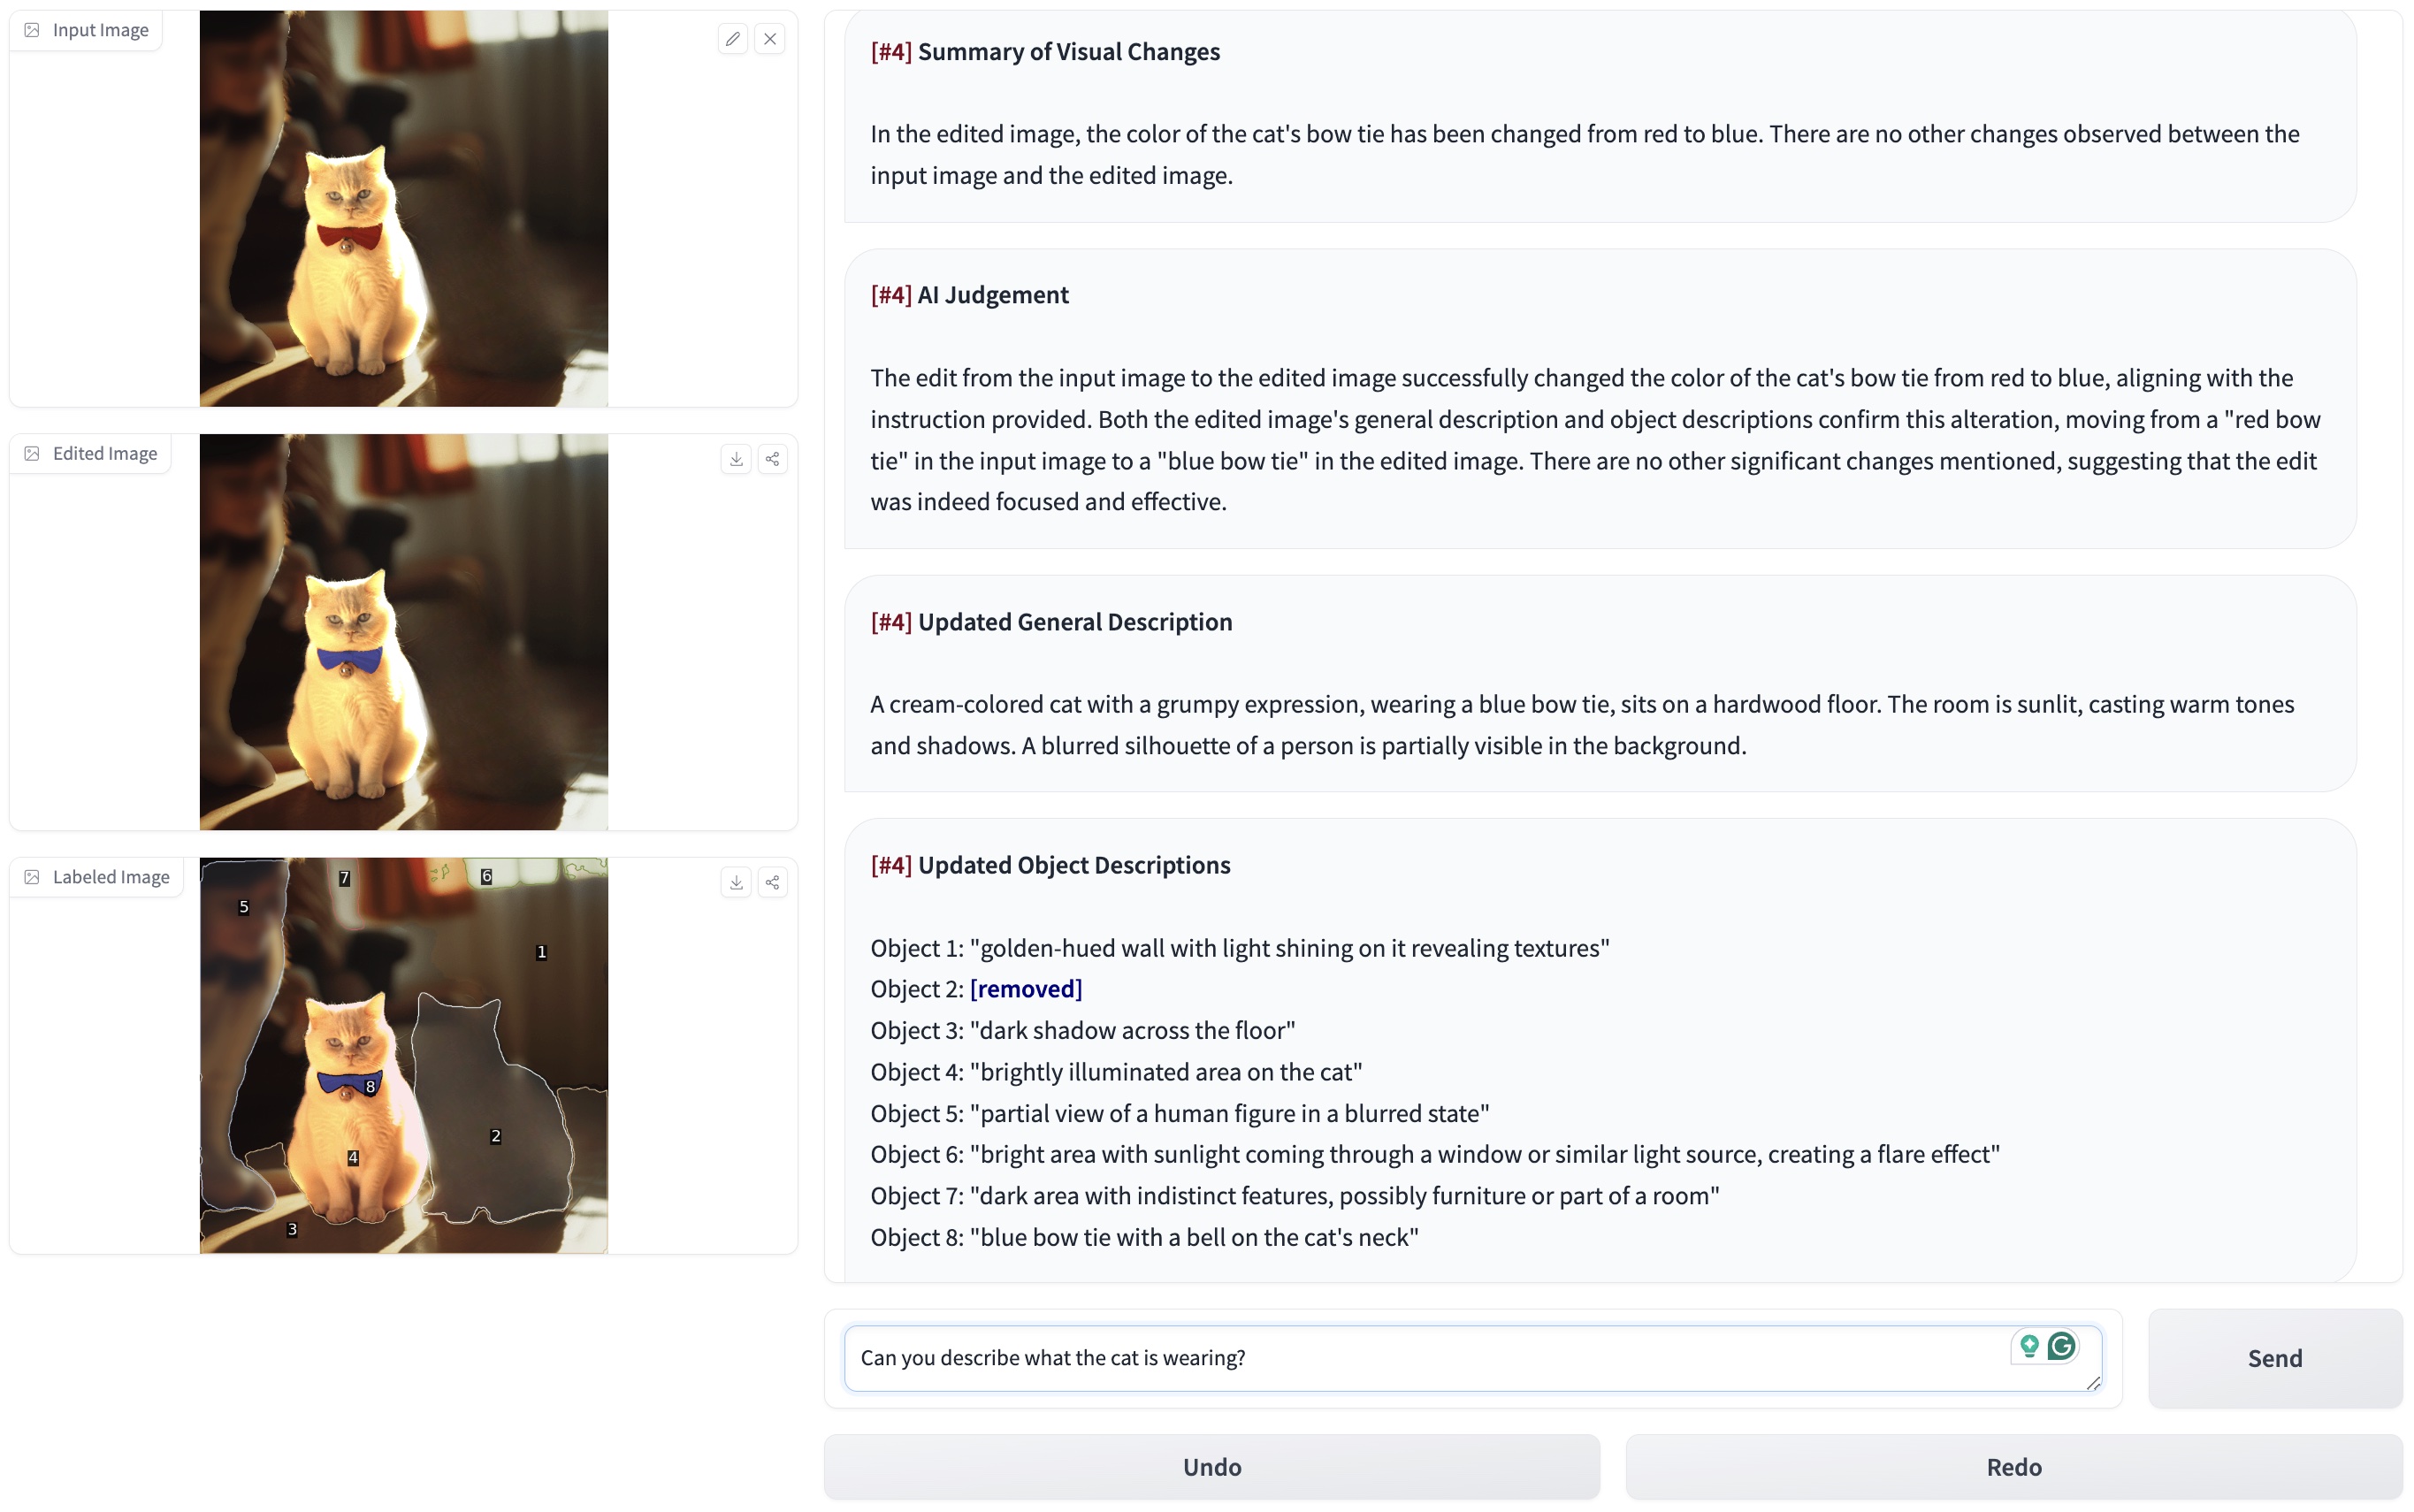 Input Image
Edited Image
Labeled Image
7
6
5
1
8
2
4
3
[#4] Summary of Visual Changes
In the edited image, the color of the cat's bow tie has been changed from red to blue. There are no other changes observed between the
input image and the edited image.
[#4] AI Judgement
The edit from the input image to the edited image successfully changed the color of the cat's bow tie from red to blue, aligning with the
instruction provided. Both the edited image's general description and object descriptions confirm this alteration, moving from a "red bow
tie" in the input image to a "blue bow tie" in the edited image. There are no other significant changes mentioned, suggesting that the edit
was indeed focused and effective.
[#4] Updated General Description
A cream-colored cat with a grumpy expression, wearing a blue bow tie, sits on a hardwood floor. The room is sunlit, casting warm tones
and shadows. A blurred silhouette of a person is partially visible in the background.
[#4] Updated Object Descriptions
Object 1: "golden-hued wall with light shining on it revealing textures"
Object 2: [removed]
Object 3: "dark shadow across the floor"
Object 4: "brightly illuminated area on the cat"
Object 5: "partial view of a human figure in a blurred state"
Object 6: "bright area with sunlight coming through a window or similar light source, creating a flare effect"
Object 7: "dark area with indistinct features, possibly furniture or part of a room"
Object 8: "blue bow tie with a bell on the cat's neck"
Can you describe what the cat is wearing?
Send
Undo
Redo